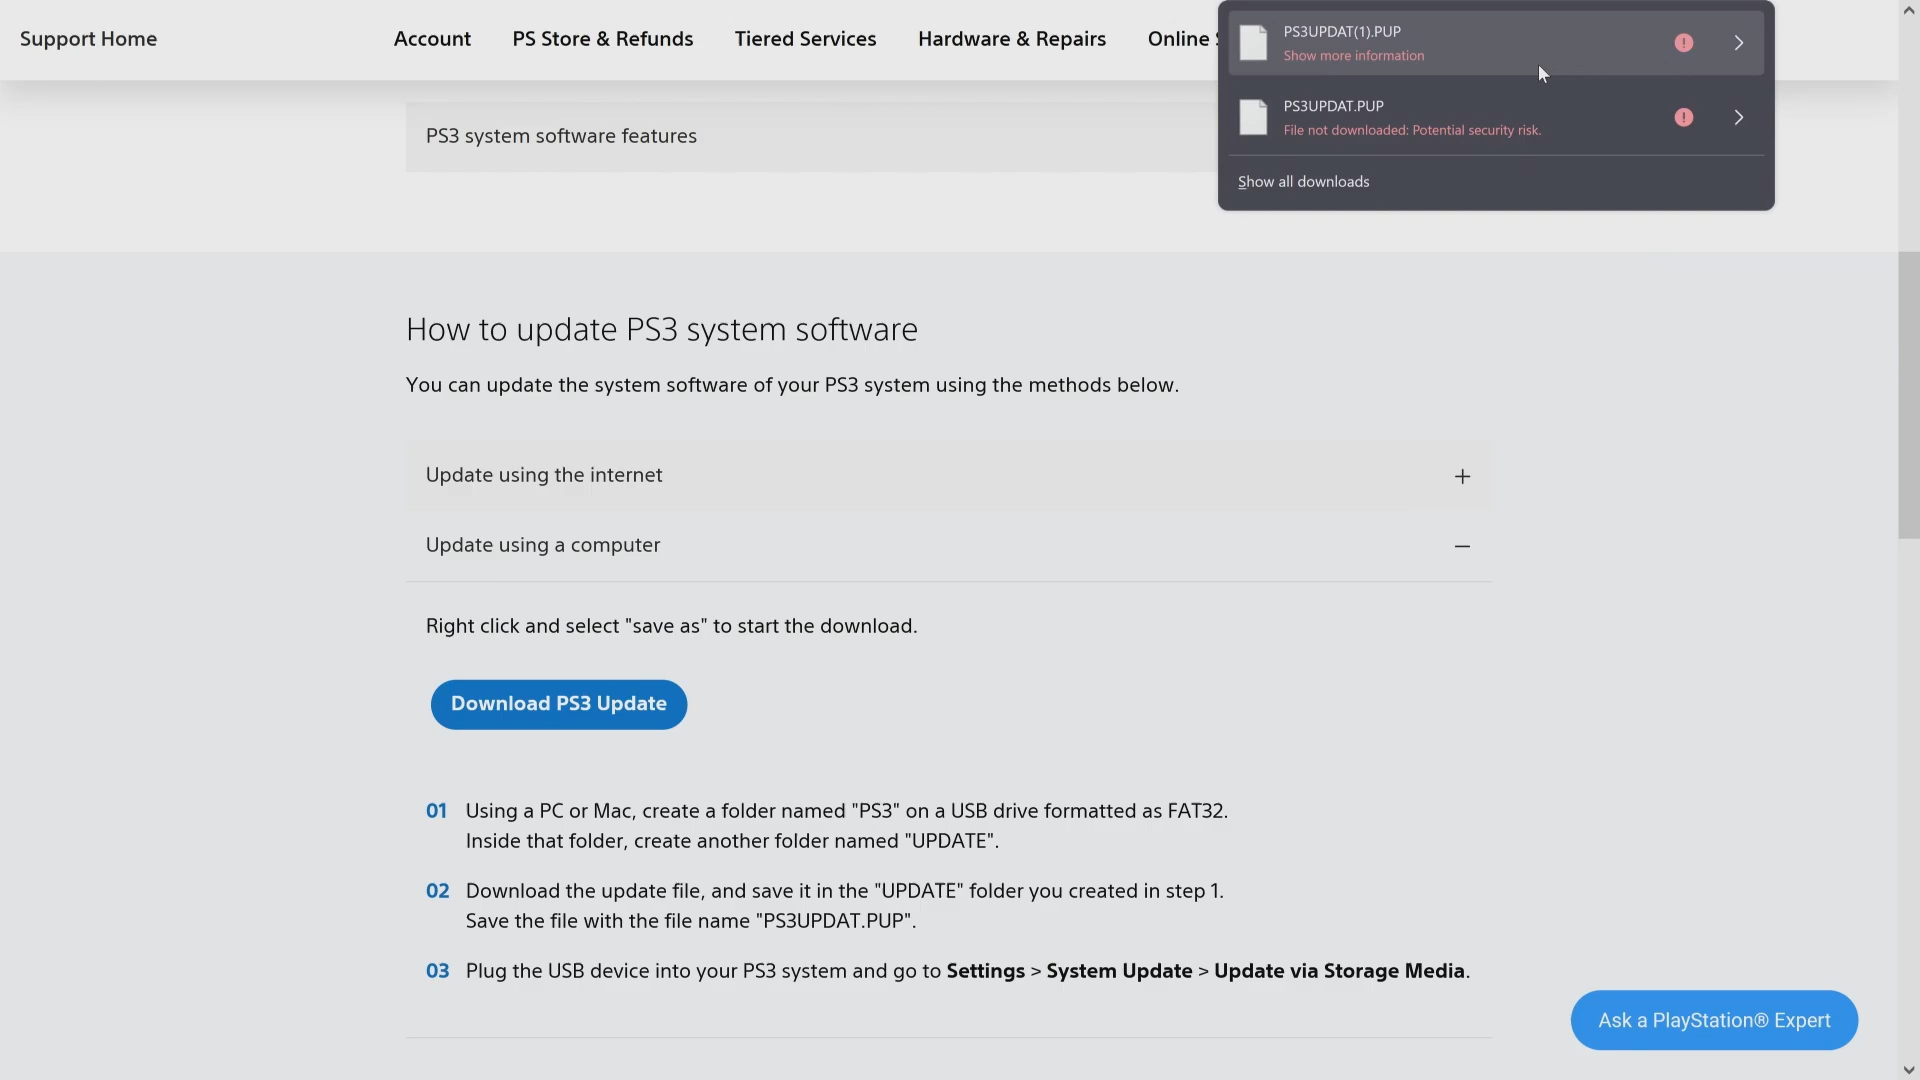 Support Home
Account
PS Store & Refunds
Tiered Services
Hardware & Repairs
Online
PS3UPDAT(1).PUP
Show more information
PS3UPDAT.PUP
File not downloaded: Potential security risk.
Show all downloads
PS3 system software features
How to update PS3 system software
You can update the system software of your PS3 system using the methods below.
Update using the internet
Update using a computer
Right click and select "save as" to start the download.
Download PS3 Update
01 Using a PC or Mac, create a folder named "PS3" on a USB drive formatted as FAT32.
Inside that folder, create another folder named "UPDATE".
02 Download the update file, and save it in the "UPDATE" folder you created in step 1.
Save the file with the file name "PS3UPDAT.PUP".
03 Plug the USB device into your PS3 system and go to Settings > System Update > Update via Storage Media.
Ask a PlayStation® Expert